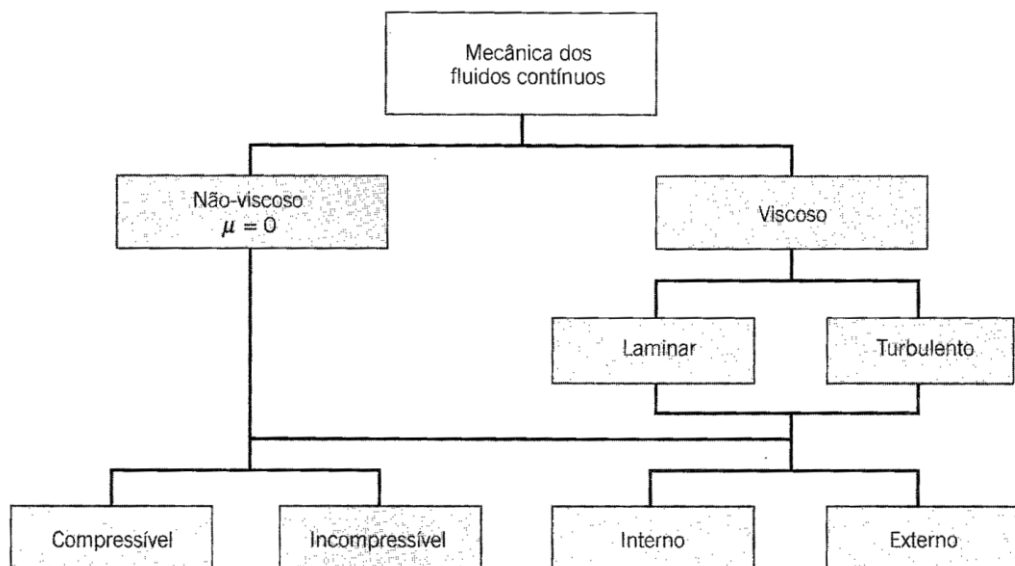 Mecânica dos
fluidos contínuos
Não-viscoso
μ = 0
Viscoso
Laminar
Turbulento
Compressível
Incompressível
Interno
Externo